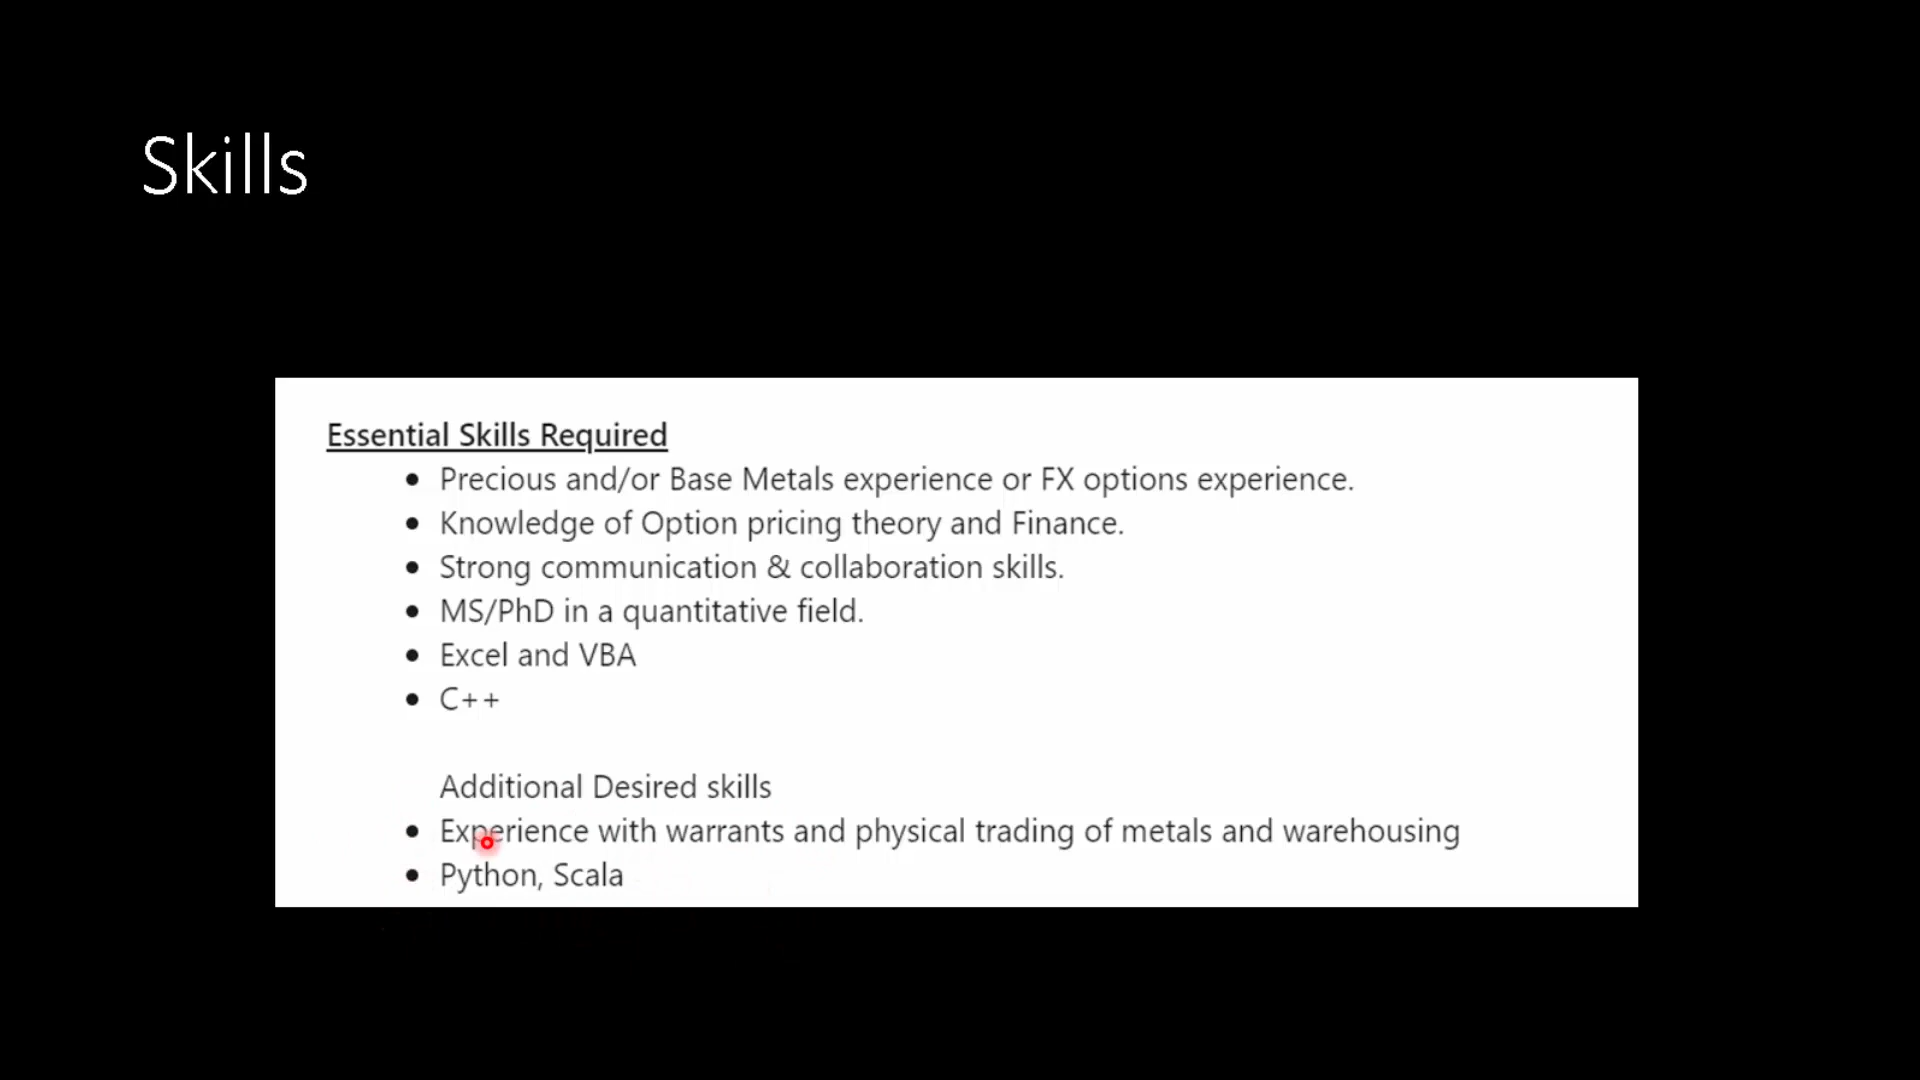 Skills
Essential Skills Required
• Precious and/or Base Metals experience or FX options experience.
• Knowledge of Option pricing theory and Finance.
• Strong communication & collaboration skills.
• MS/PhD in a quantitative field.
• Excel and VBA
• C++
Additional Desired skills
• Experience with warrants and physical trading of metals and warehousing
• Python, Scala